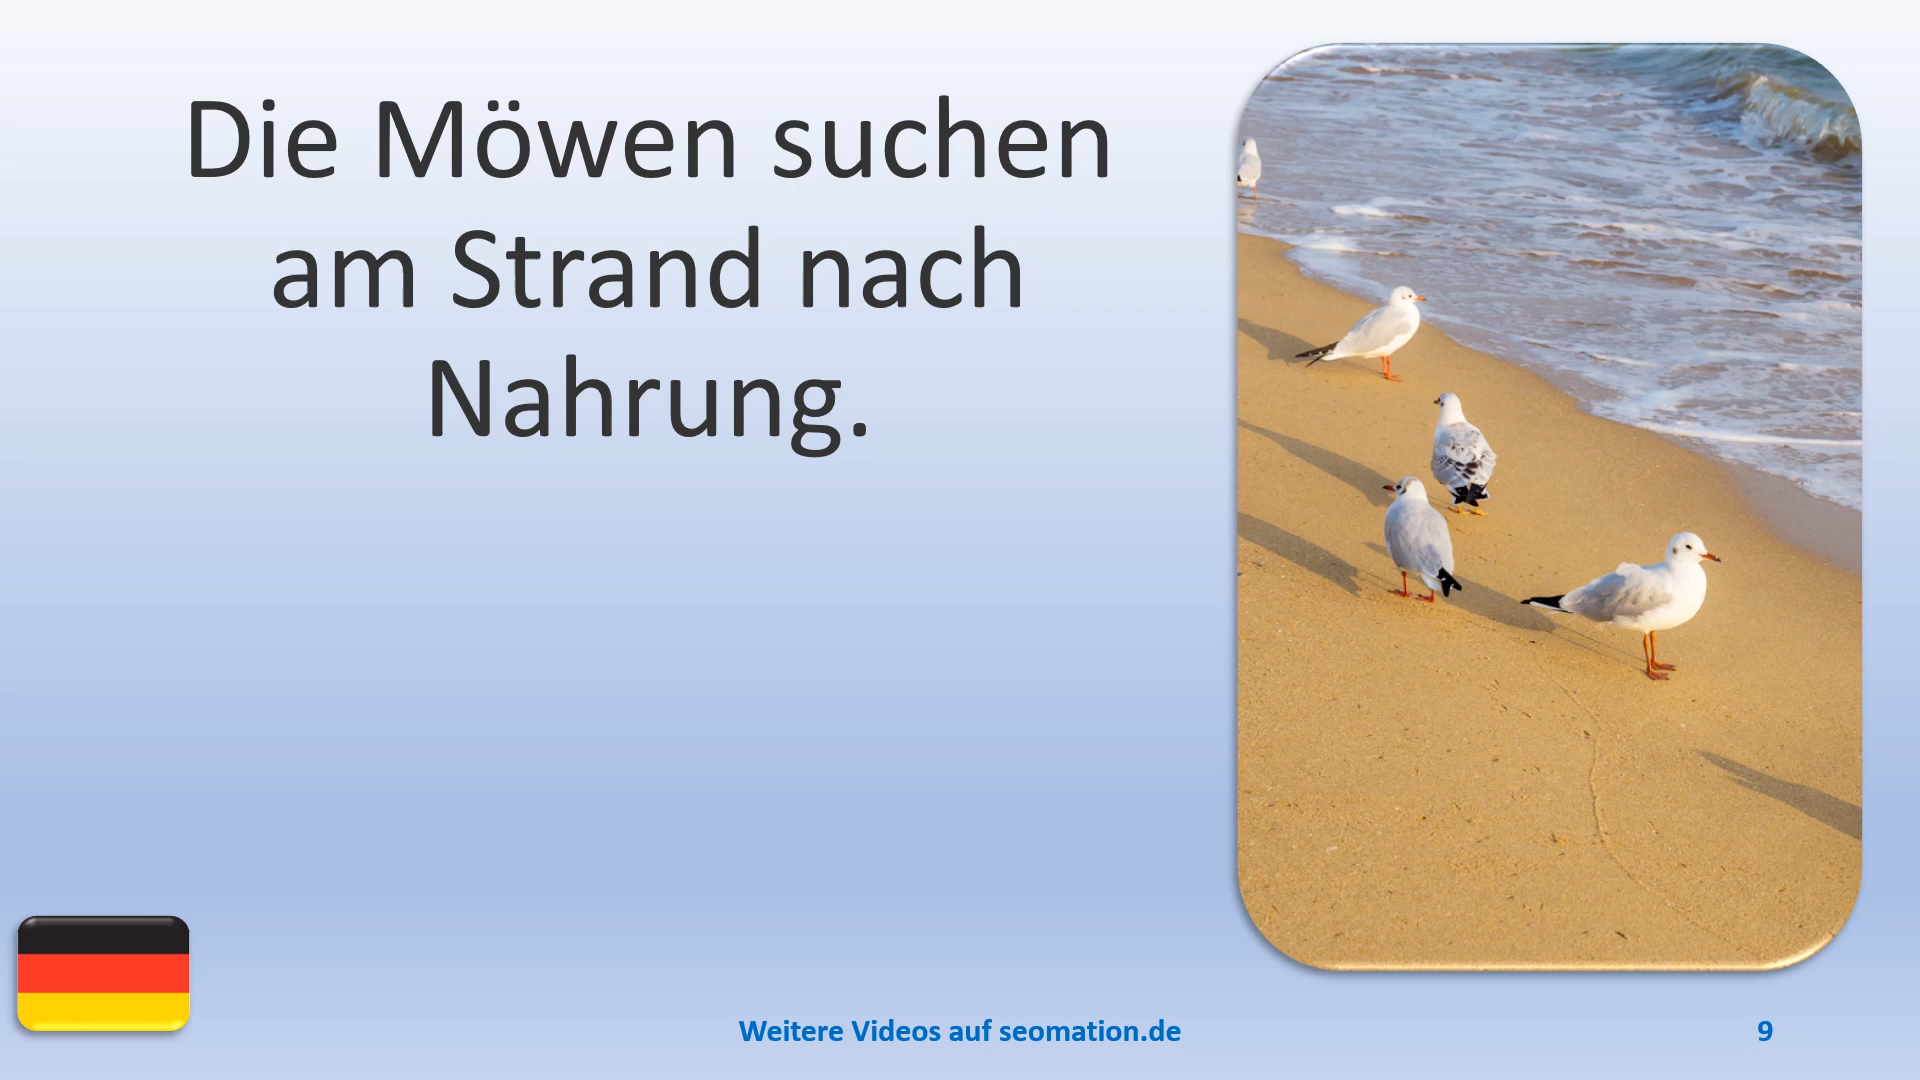 Die Möwen suchen
am Strand nach
Nahrung.
Weitere Videos auf seomation.de
9